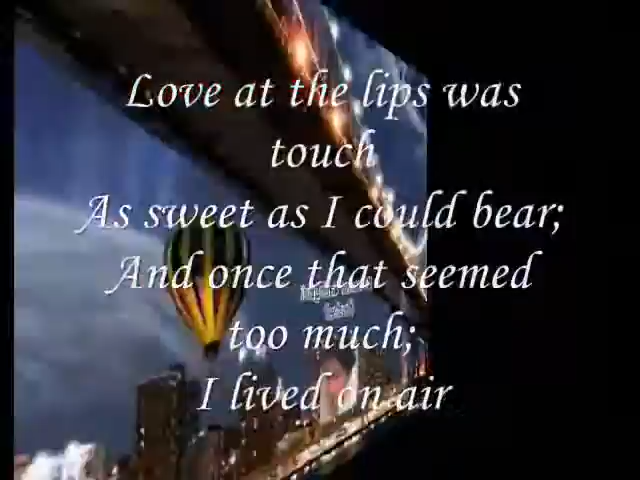 Love at the lips was
touch
As sweet as I could bear;
And once that seemed
too much;
I lived on air